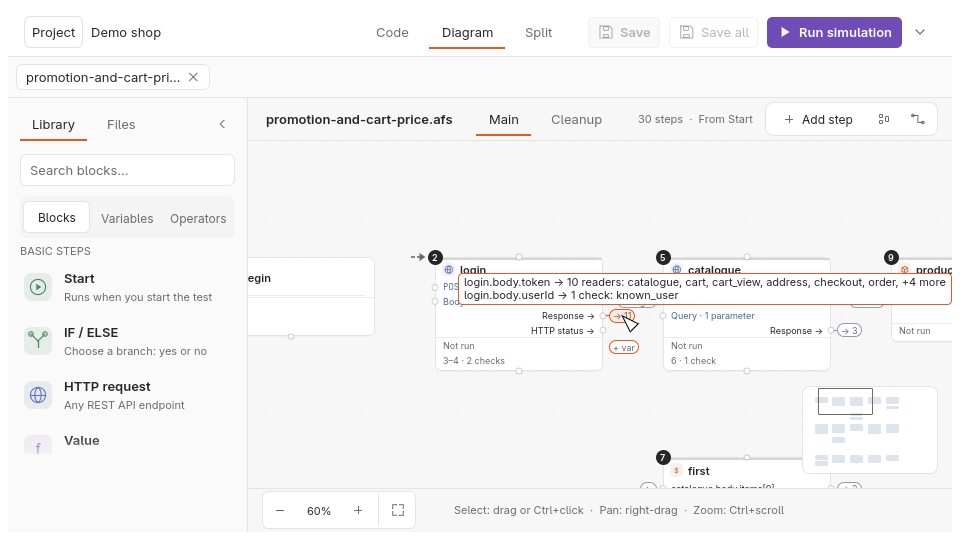 Project
Demo shop
Code
Diagram
Split
Save
Save all
Run simulation
promotion-and-cart-pri...
Library
Files
promotion-and-cart-price.afs
Main
Cleanup
30 steps · From Start
Add step
Search blocks...
Blocks
Variables
Operators
BASIC STEPS
Start
Runs when you start the test
IF / ELSE
Choose a branch: yes or no
HTTP request
Any REST API endpoint
Value
egin
2
login
POS
Body
Response →
→ 11
HTTP status →
Not run
3–4 · 2 checks
+ var
login.body.token → 10 readers: catalogue, cart, cart_view, address, checkout, order, +4 more
login.body.userId → 1 check: known_user
5
catalogue
Query · 1 parameter
Response →
→ 3
Not run
6 · 1 check
9
produc
Not run
7
first
catalogue.body.items[0]
60%
Select: drag or Ctrl+click · Pan: right-drag · Zoom: Ctrl+scroll